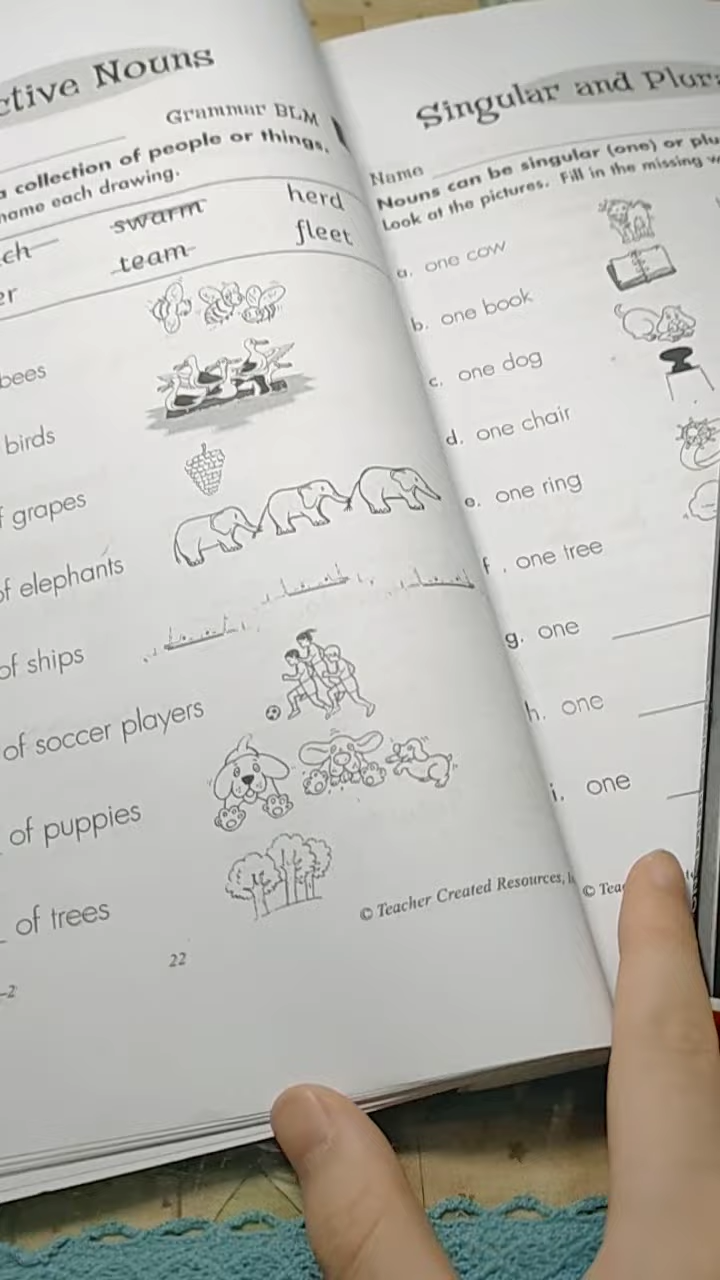 ctive Nouns
Grammar BLM
a collection of people or things.
name each drawing.
ch swarm herd
er team fleet
bees
birds
f grapes
of elephants
of ships
of soccer players
of puppies
of trees
© Teacher Created Resources, I
22
-2
Singular and Plura
Name
Nouns can be singular (one) or plu
Look at the pictures. Fill in the missing w
a. one cow
b. one book
c. one dog
d. one chair
e. one ring
f . one tree
g. one
h. one
i. one
© Teac